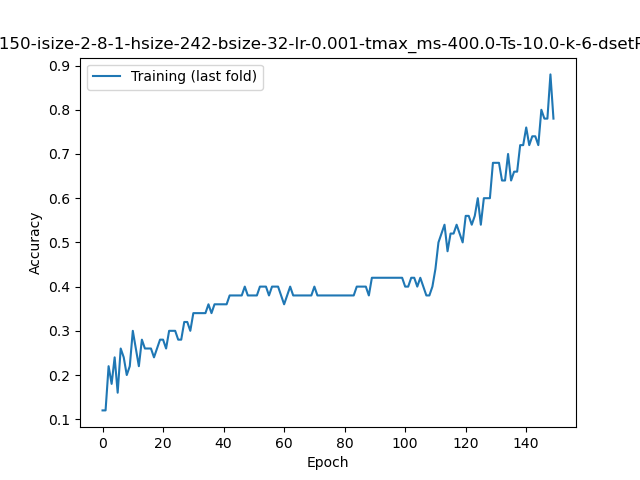 150-isize-2-8-1-hsize-242-bsize-32-lr-0.001-tmax_ms-400.0-Ts-10.0-k-6-dset
Training (last fold)
0.9
0.8
0.7
0.6
0.5
0.4
0.3
0.2
0.1
Accuracy
0 20 40 60 80 100 120 140
Epoch